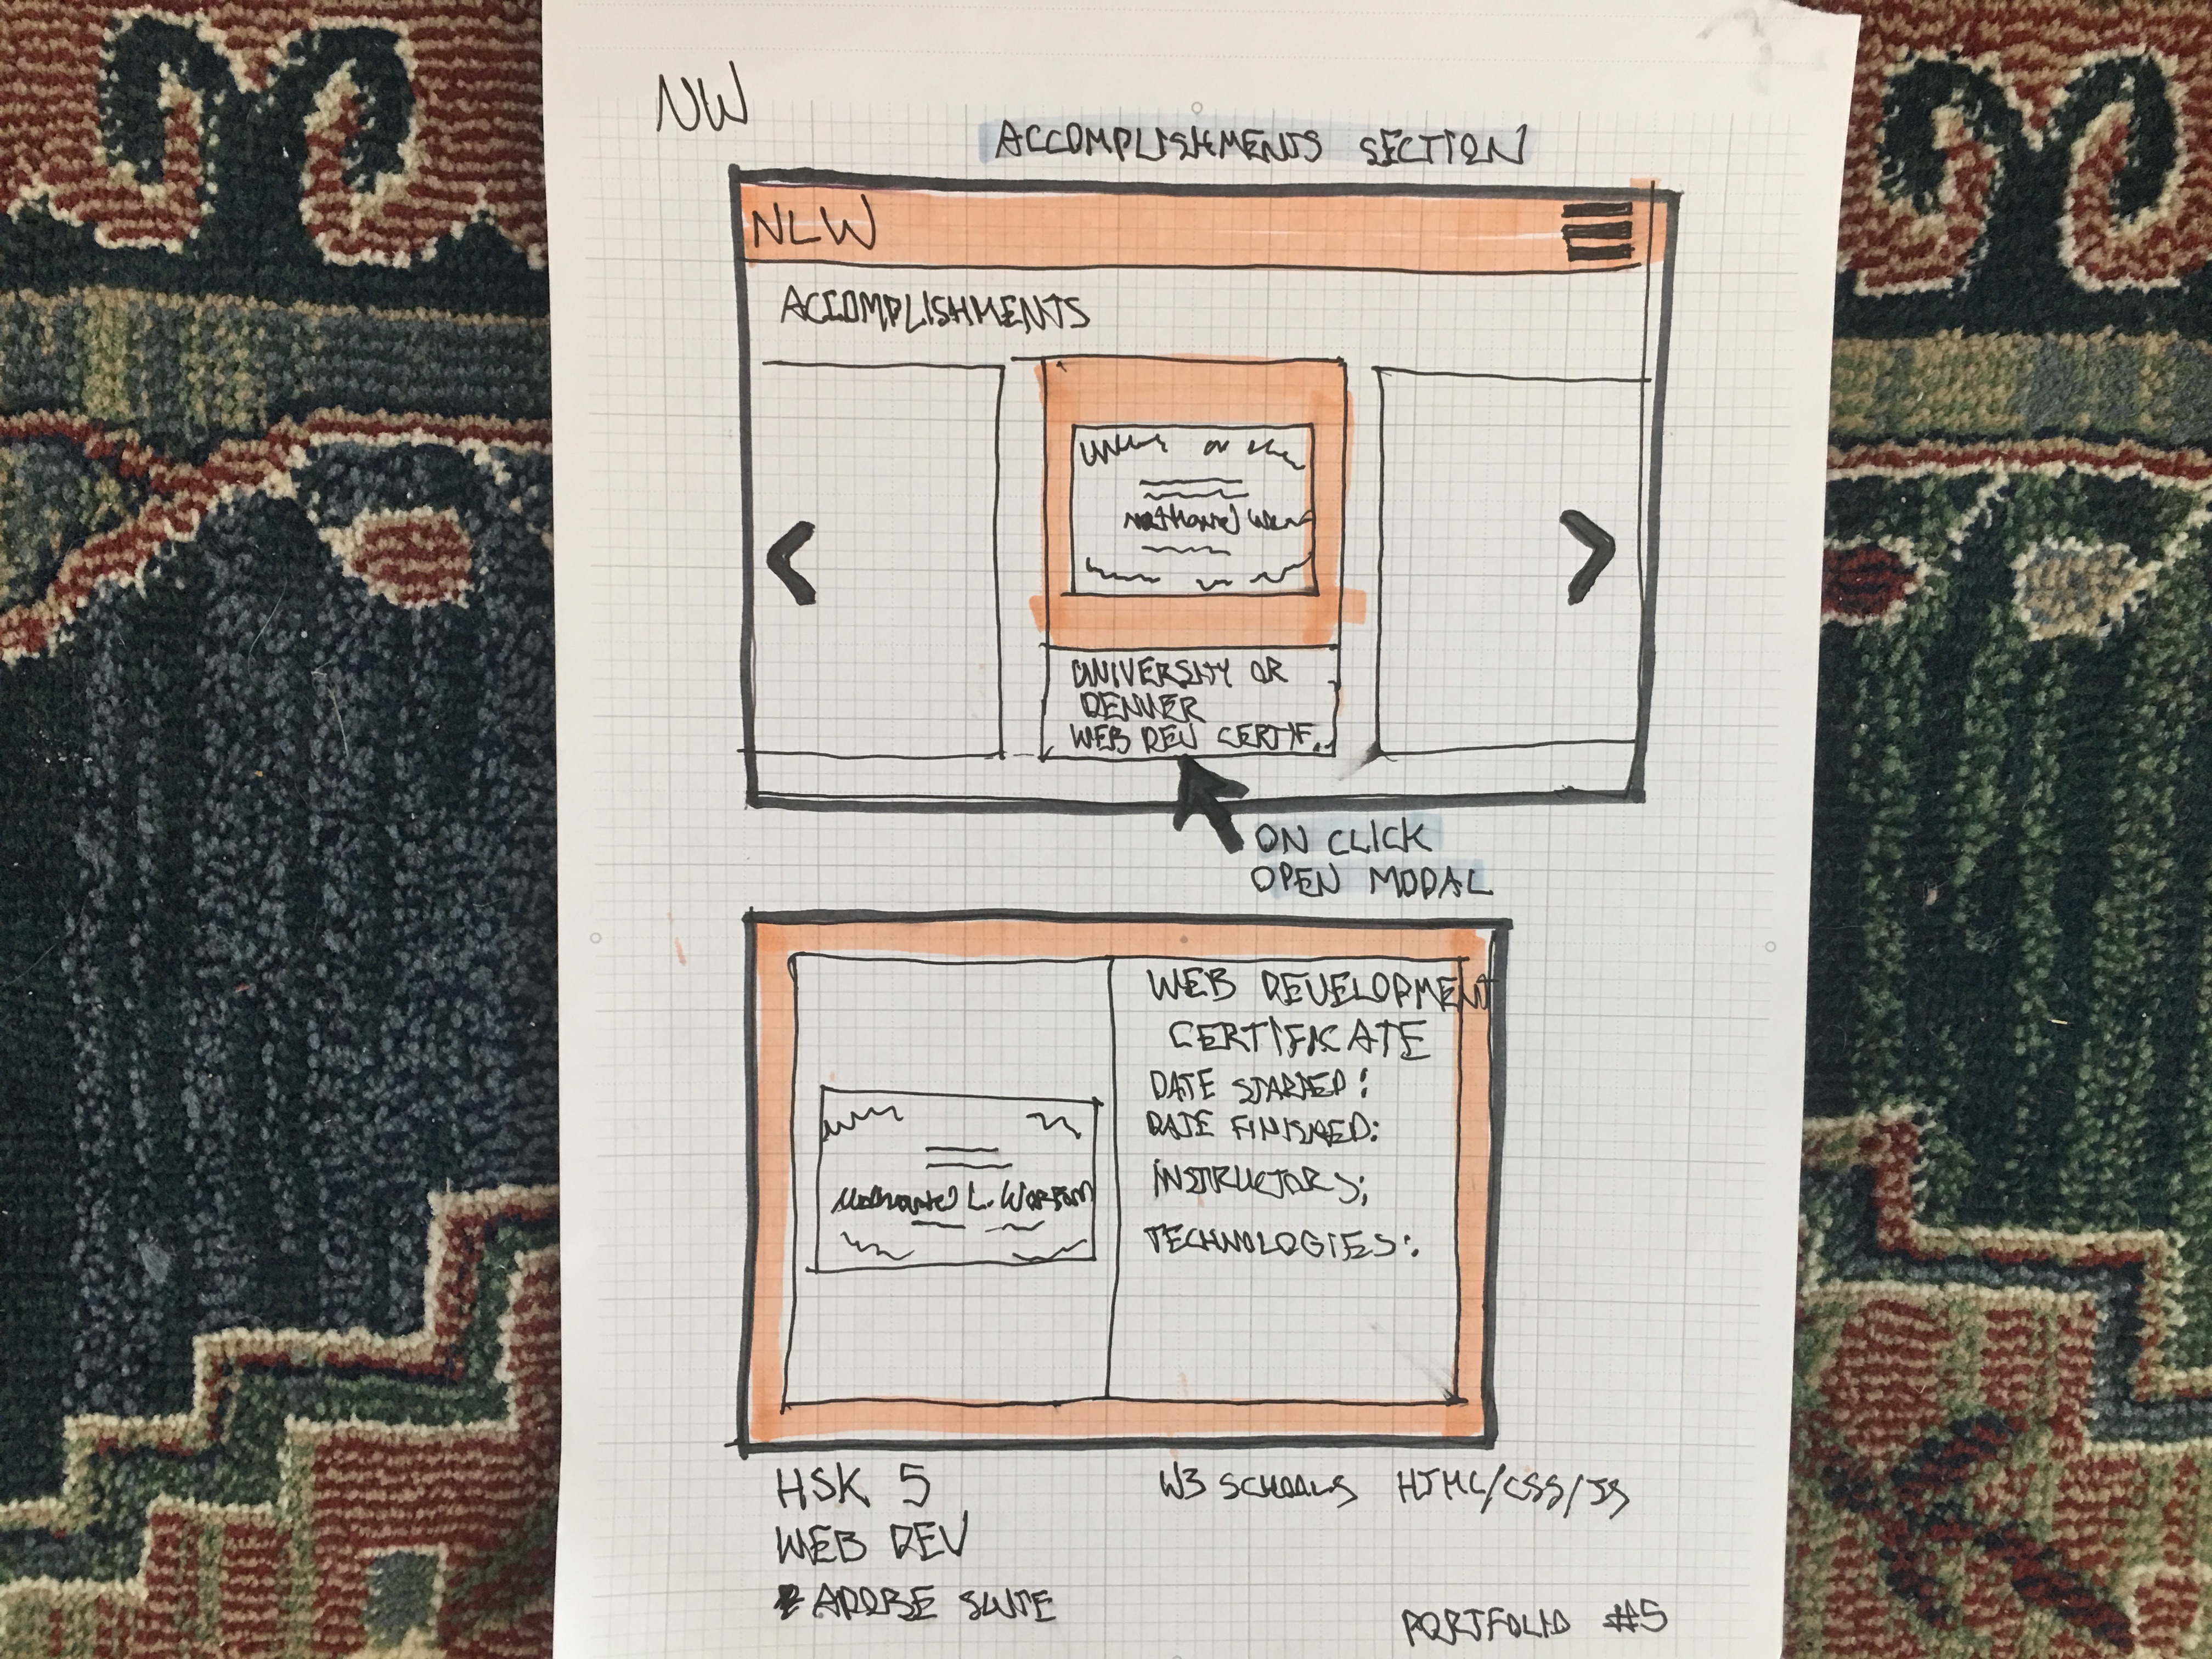 NW
ACCOMPLISHMENTS SECTION
NLW
ACCOMPLISHMENTS
UNIVERSITY OF
DENVER
WEB DEV CERTIF.
ON CLICK
OPEN MODAL
WEB DEVELOPMENT
CERTIFICATE
DATE STARTED:
DATE FINISHED:
INSTRUCTORS:
Nathaniel L.
TECHNOLOGIES:
HSK 5
W3 SCHOOLS HTML/CSS/JS
WEB DEV
ADOBE SUITE
PORTFOLIO #5